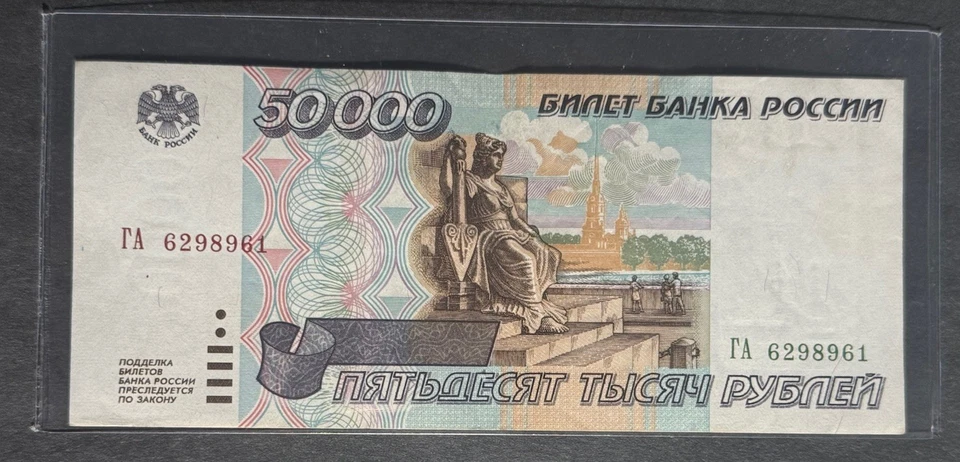 50000
БИЛЕТ БАНКА РОССИИ
БАНК РОССИИ
ГА 6298961
ГА 6298961
ПОДДЕЛКА
БИЛЕТОВ
БАНКА РОССИИ
ПРЕСЛЕДУЕТСЯ
ПО ЗАКОНУ
ПЯТЬДЕСЯТ ТЫСЯЧ РУБЛЕЙ